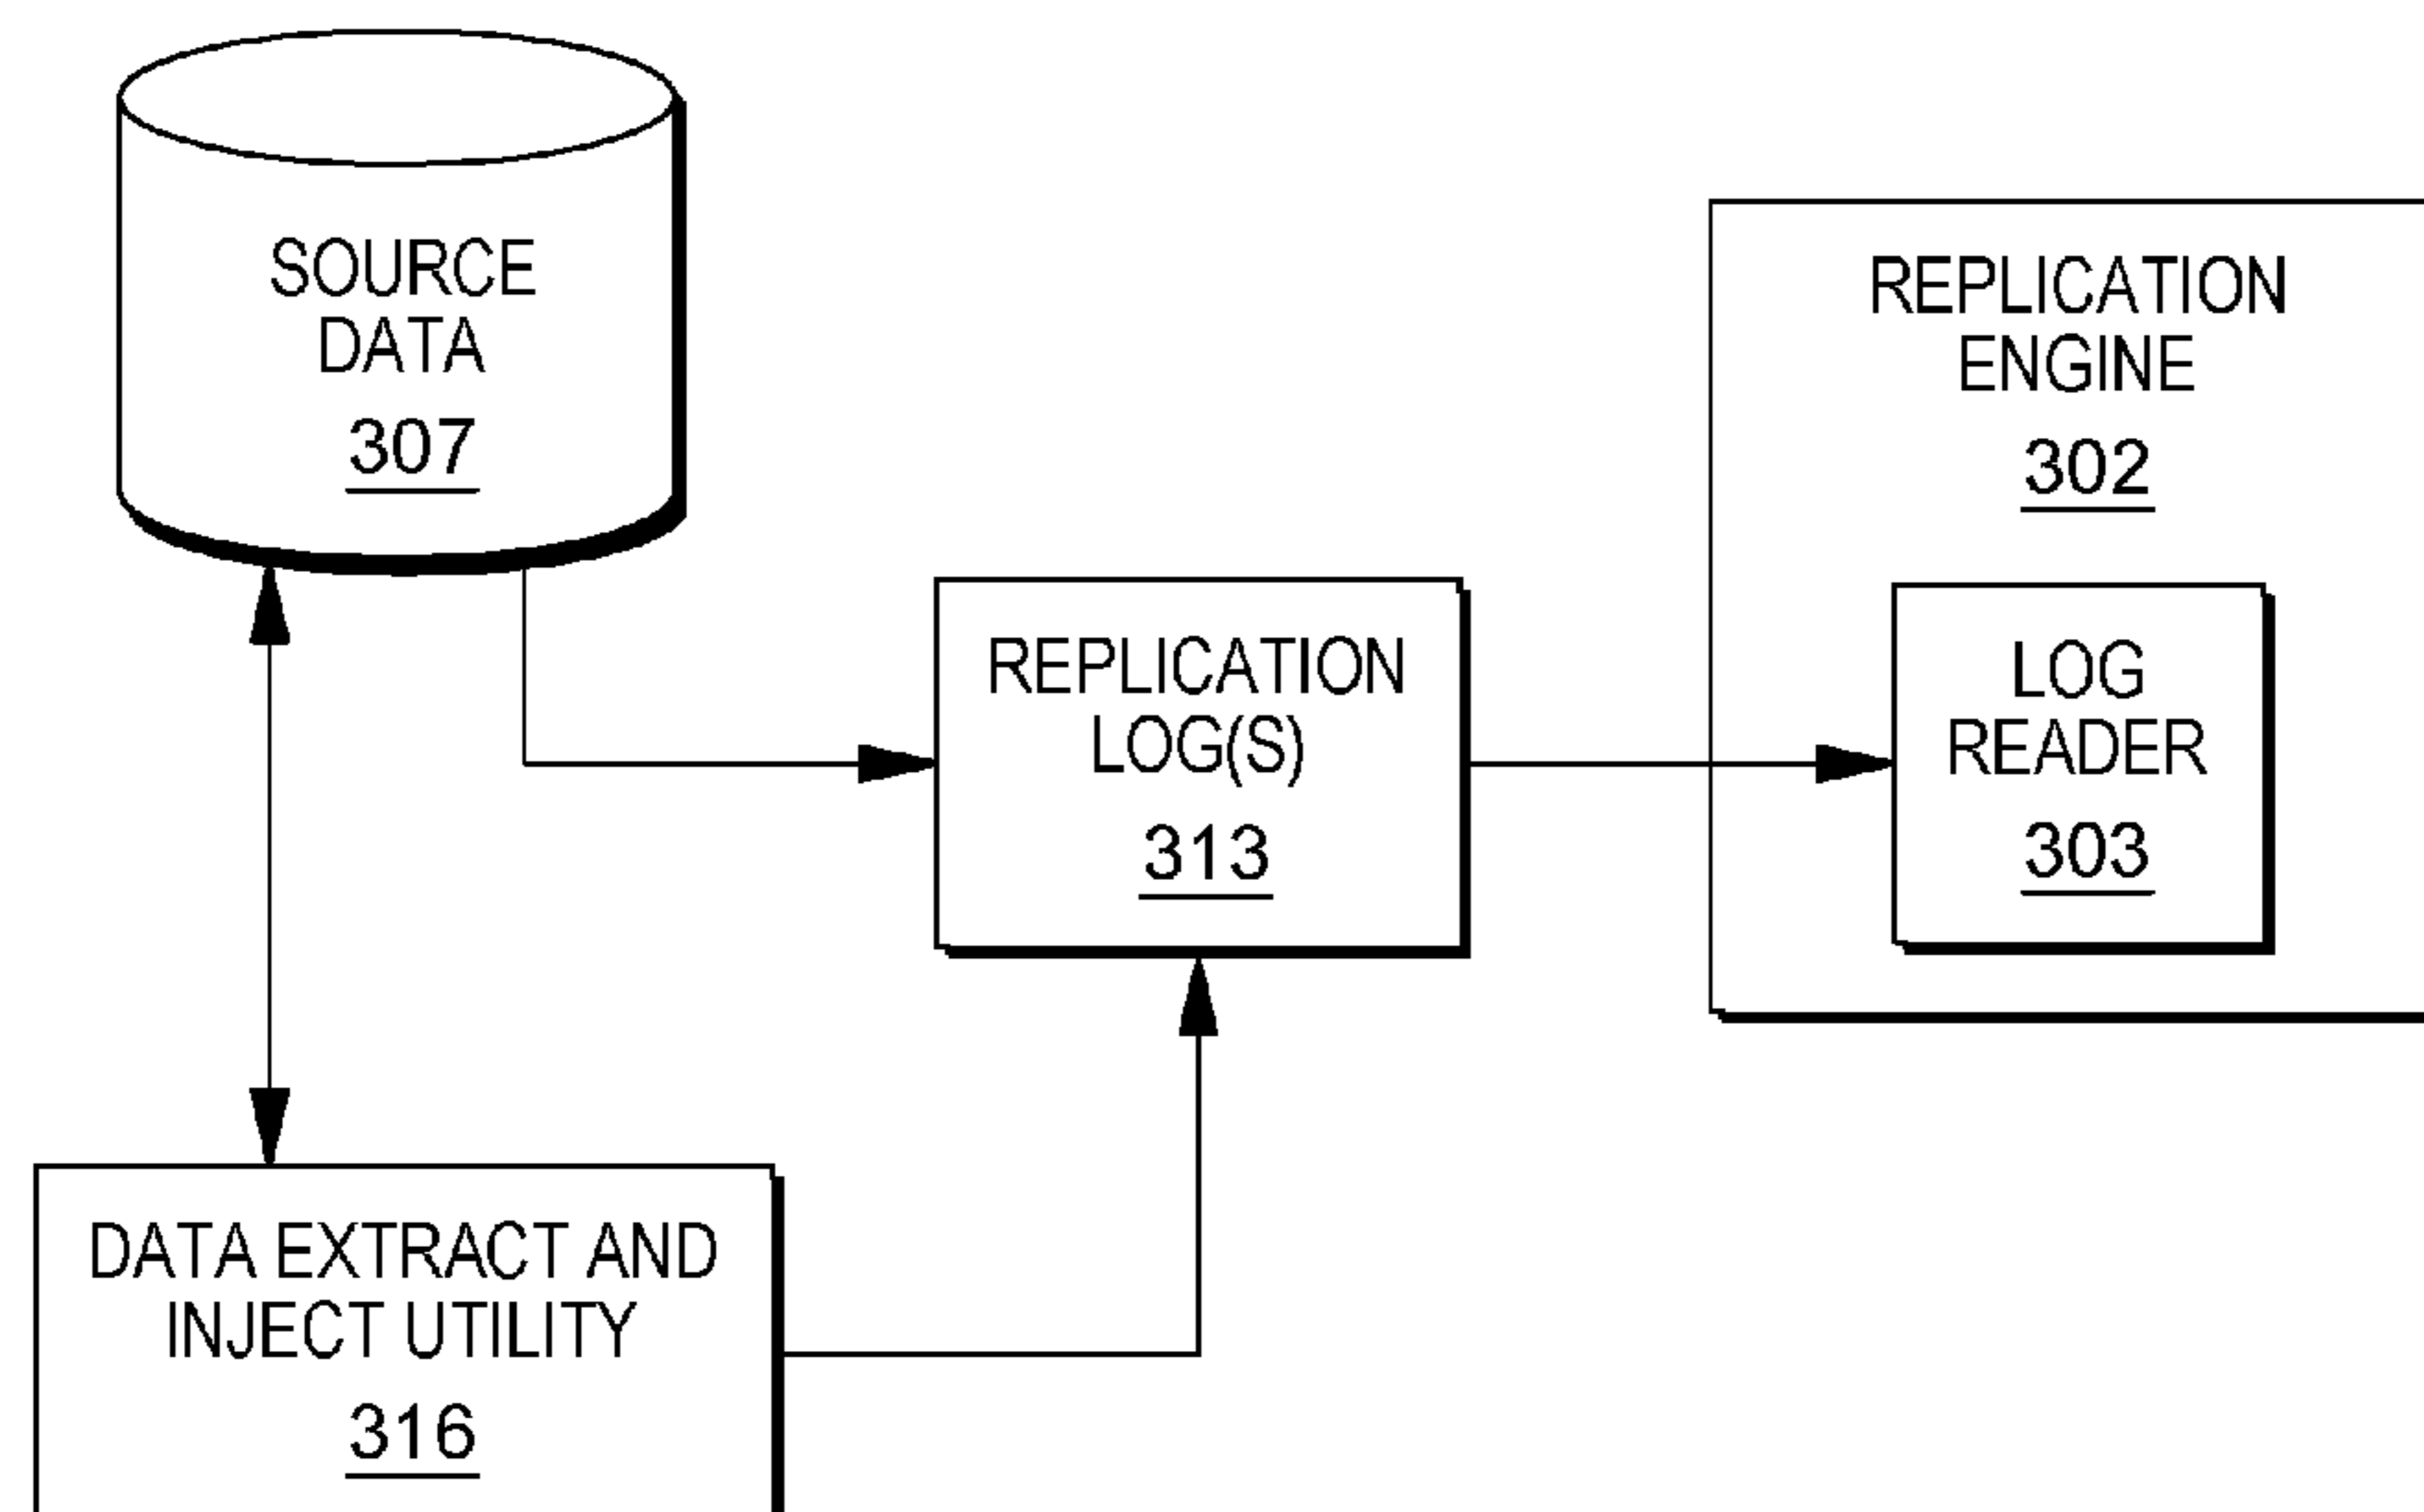 SOURCE
DATA
307
REPLICATION
ENGINE
302
REPLICATION
LOG(S)
313
LOG
READER
303
DATA EXTRACT AND
INJECT UTILITY
316